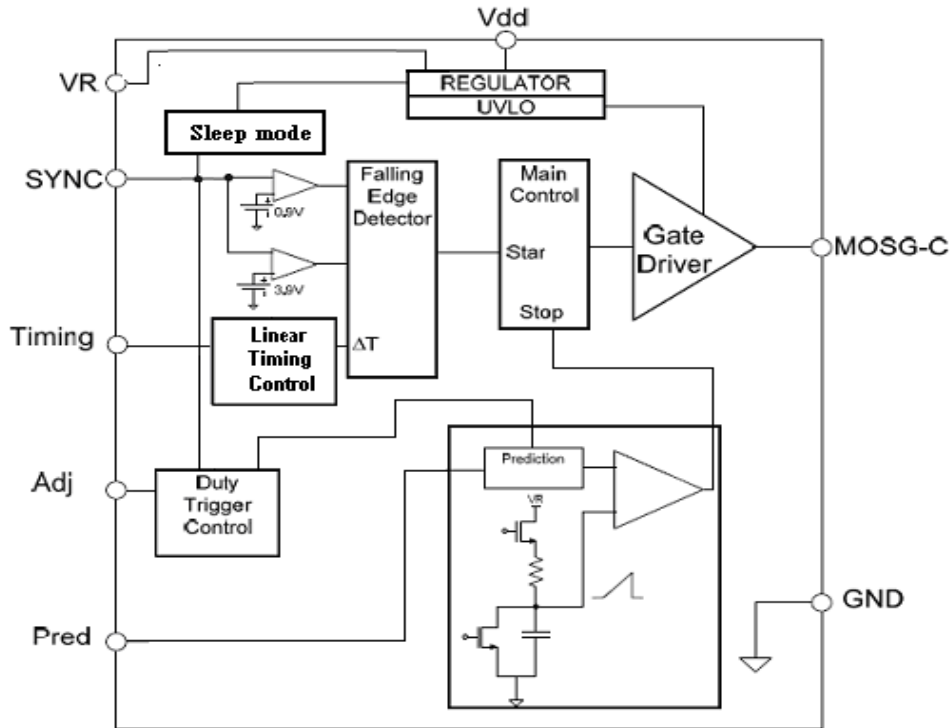 Vdd
VR
REGULATOR
UVLO
Sleep mode
SYNC
0.9V
3.9V
Falling
Edge
Detector
ΔT
Main
Control
Star
Stop
Gate
Driver
MOSG-C
Timing
Linear
Timing
Control
Adj
Duty
Trigger
Control
Prediction
VR
Pred
GND